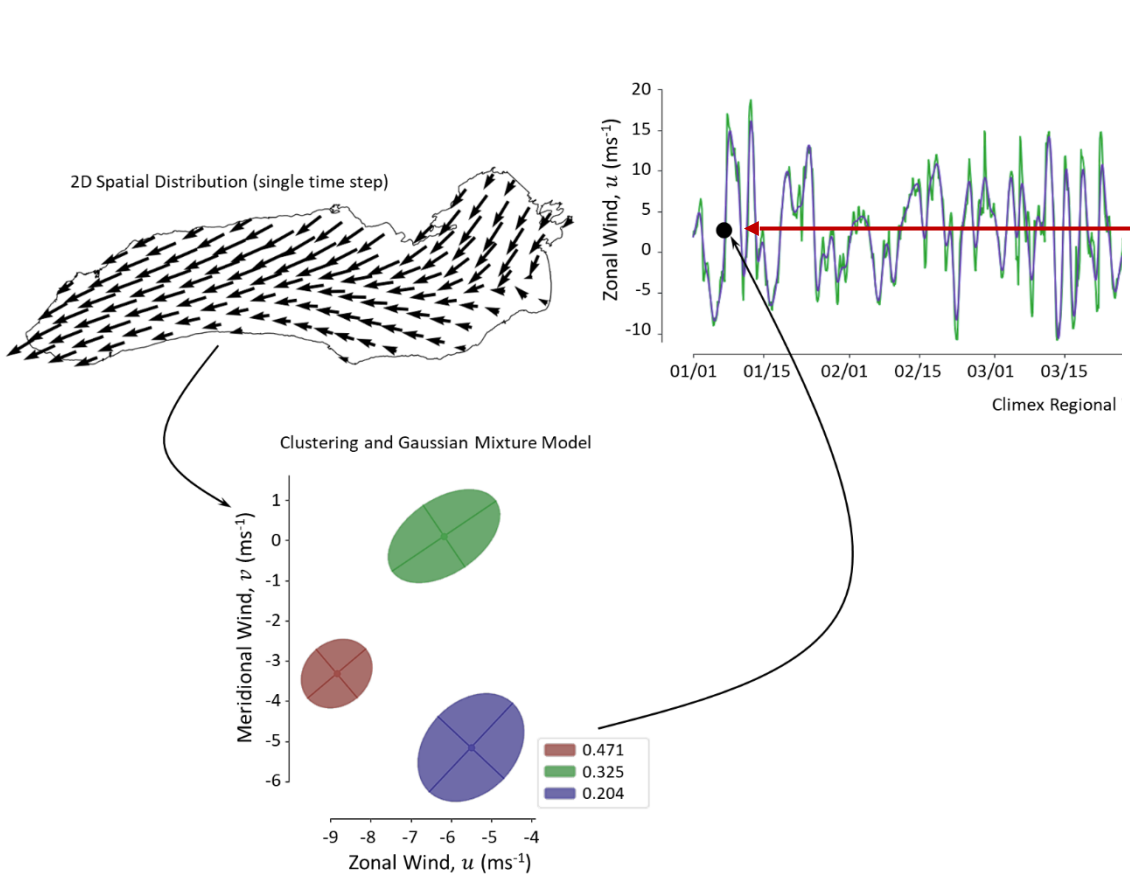 2D Spatial Distribution (single time step)
Zonal Wind, u (ms⁻¹)
20
15
10
5
0
-5
-10
01/01 01/15 02/01 02/15 03/01 03/15
Climex Regional
Clustering and Gaussian Mixture Model
Meridional Wind, v (ms⁻¹)
1
0
-1
-2
-3
-4
-5
-6
0.471
0.325
0.204
-9 -8 -7 -6 -5 -4
Zonal Wind, u (ms⁻¹)